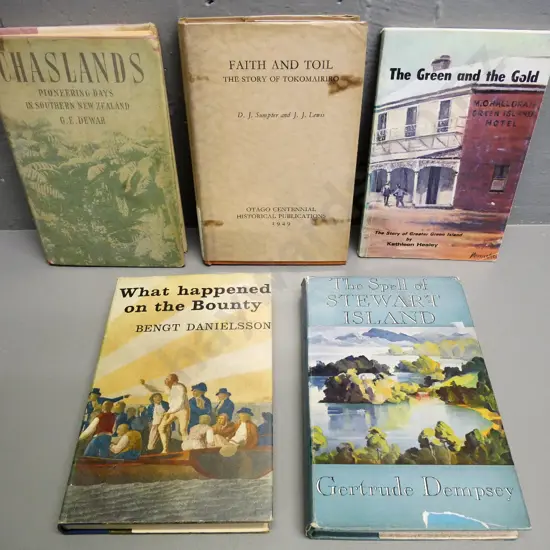 CHASLANDS
PIONEERING DAYS
IN SOUTHERN NEW ZEALAND
G. E. DEWAR
FAITH AND TOIL
THE STORY OF TOKOMAIRIRO
D. J. Sumpter and J. J. Lewis
OTAGO CENTENNIAL
HISTORICAL PUBLICATIONS
1949
The Green and the Gold
M. O'HALLORAN
GREEN ISLAND
HOTEL
The Story of Greater Green Island
by
Kathleen Healey
What happened
on the Bounty
BENGT DANIELSSON
The Spell of
STEWART
ISLAND
Gertrude Dempsey